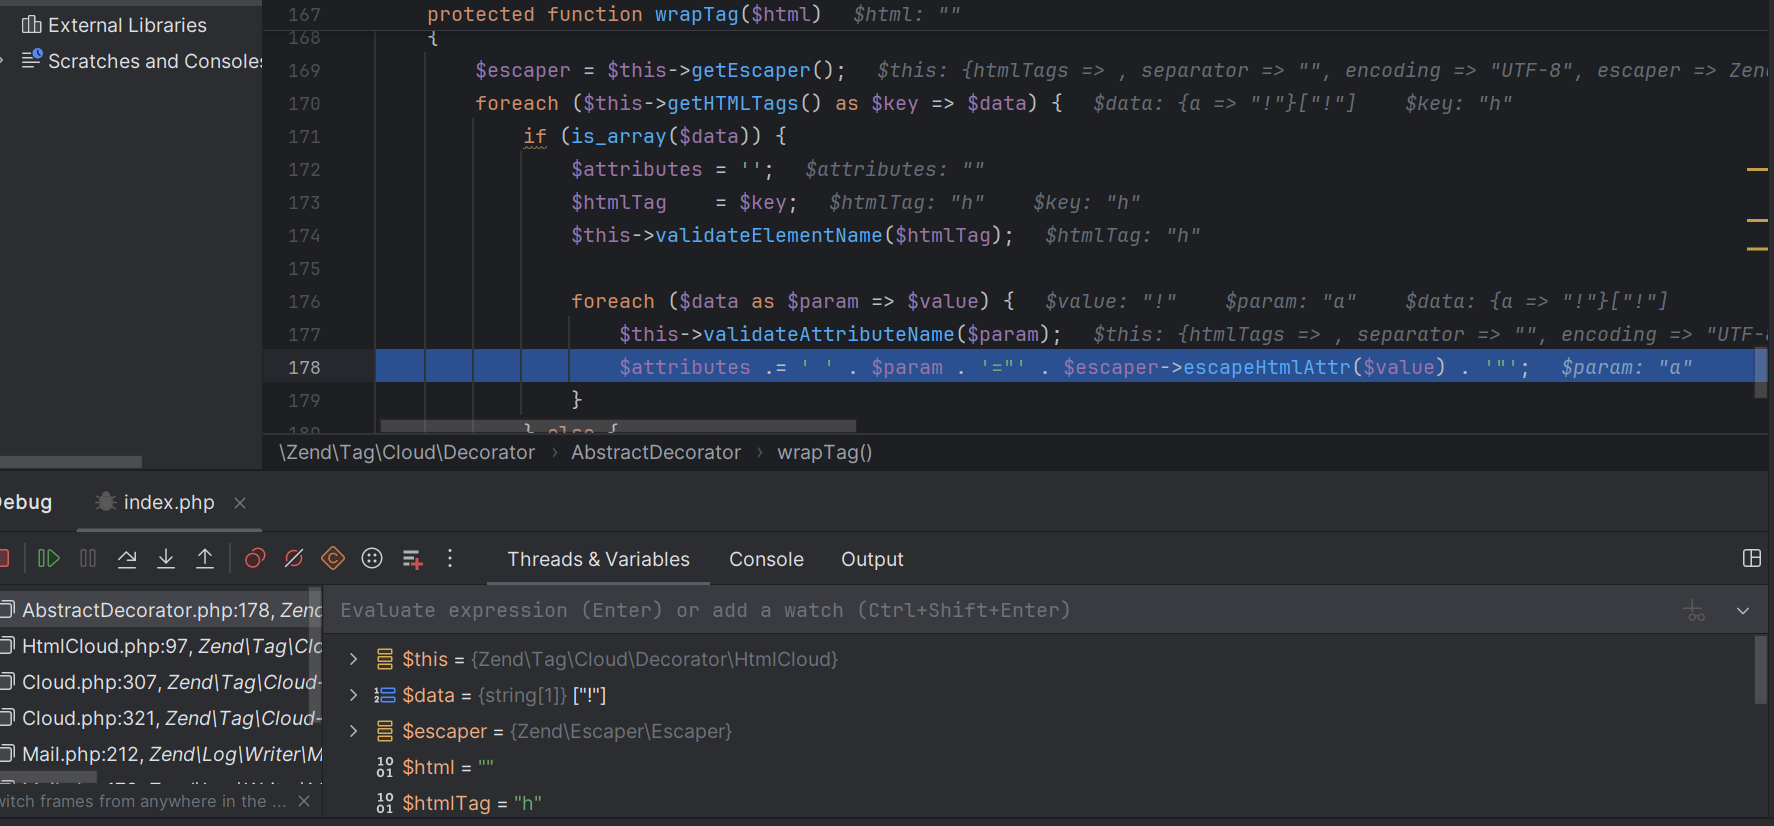 External Libraries
Scratches and Consoles
167 protected function wrapTag($html) $html: ""
168 {
169 $escaper = $this->getEscaper(); $this: {htmlTags => , separator => "", encoding => "UTF-8", escaper => Zend
170 foreach ($this->getHTMLTags() as $key => $data) { $data: {a => "!"}["!"] $key: "h"
171 if (is_array($data)) {
172 $attributes = ''; $attributes: ""
173 $htmlTag = $key; $htmlTag: "h" $key: "h"
174 $this->validateElementName($htmlTag); $htmlTag: "h"
175
176 foreach ($data as $param => $value) { $value: "!" $param: "a" $data: {a => "!"}["!"]
177 $this->validateAttributeName($param); $this: {htmlTags => , separator => "", encoding => "UTF-8
178 $attributes .= ' ' . $param . '="' . $escaper->escapeHtmlAttr($value) . '"'; $param: "a"
179 }
180 } else {
\Zend\Tag\Cloud\Decorator › AbstractDecorator › wrapTag()
Debug index.php ×
Threads & Variables Console Output
AbstractDecorator.php:178, Zend
HtmlCloud.php:97, Zend\Tag\Clo
Cloud.php:307, Zend\Tag\Cloud-
Cloud.php:321, Zend\Tag\Cloud-
Mail.php:212, Zend\Log\Writer\M
witch frames from anywhere in the ... ×
Evaluate expression (Enter) or add a watch (Ctrl+Shift+Enter)
$this = {Zend\Tag\Cloud\Decorator\HtmlCloud}
$data = {string[1]} ["!"]
$escaper = {Zend\Escaper\Escaper}
$html = ""
$htmlTag = "h"